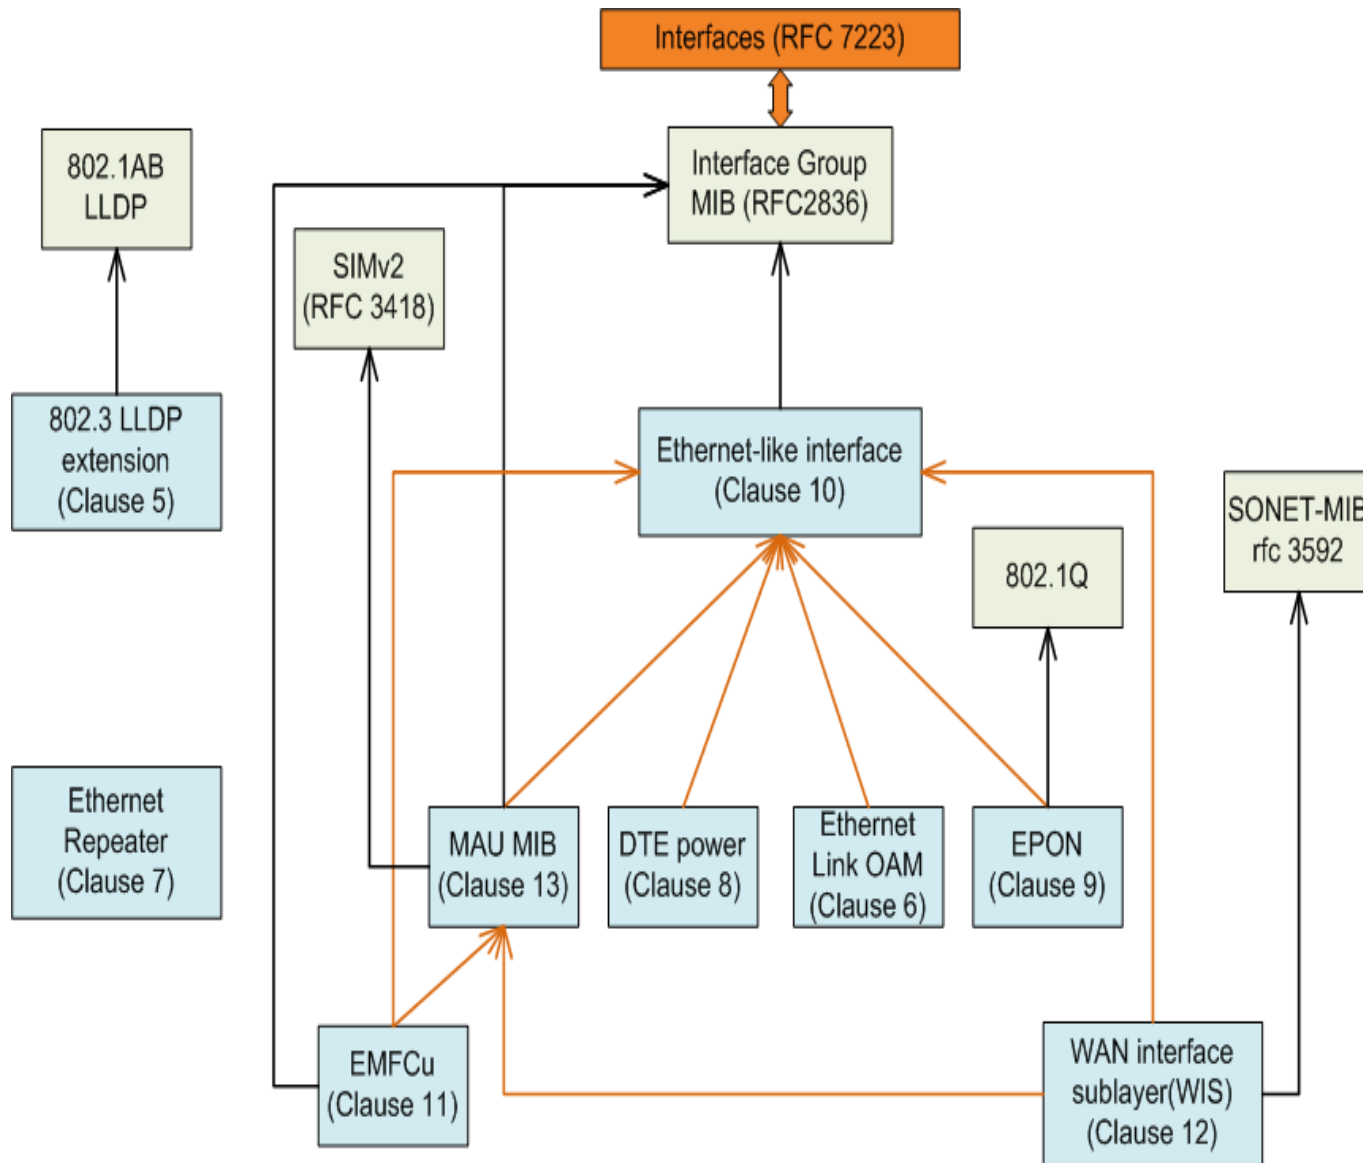 Interfaces (RFC 7223)
802.1AB
LLDP
Interface Group
MIB (RFC2836)
SIMv2
(RFC 3418)
802.3 LLDP
extension
(Clause 5)
Ethernet-like interface
(Clause 10)
SONET-MIB
rfc 3592
802.1Q
Ethernet
Repeater
(Clause 7)
MAU MIB
(Clause 13)
DTE power
(Clause 8)
Ethernet
Link OAM
(Clause 6)
EPON
(Clause 9)
EMFCu
(Clause 11)
WAN interface
sublayer(WIS)
(Clause 12)